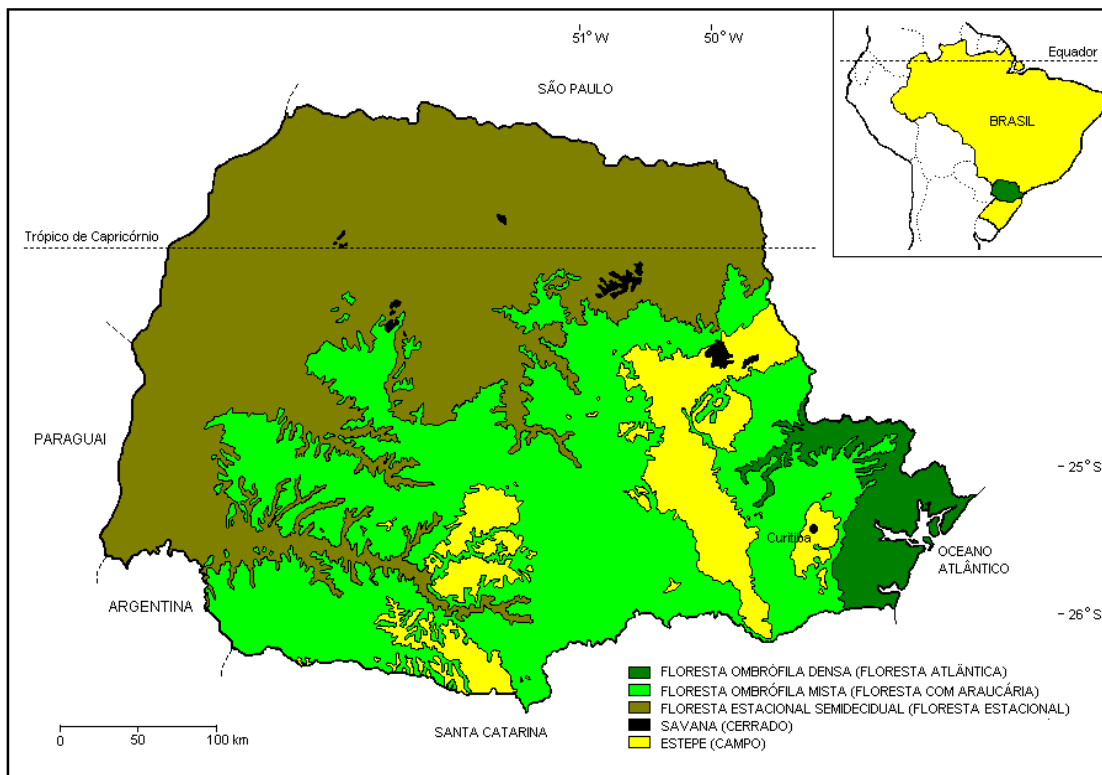 51° W
50° W
Equador
SÃO PAULO
BRASIL
Trópico de Capricórnio
PARAGUAI
25° S
Curitiba
OCEANO
ATLÂNTICO
ARGENTINA
26° S
FLORESTA OMBRÓFILA DENSA (FLORESTA ATLÂNTICA)
FLORESTA OMBRÓFILA MISTA (FLORESTA COM ARAUCÁRIA)
FLORESTA ESTACIONAL SEMIDECIDUAL (FLORESTA ESTACIONAL)
SAVANA (CERRADO)
ESTEPE (CAMPO)
0 50 100 km
SANTA CATARINA